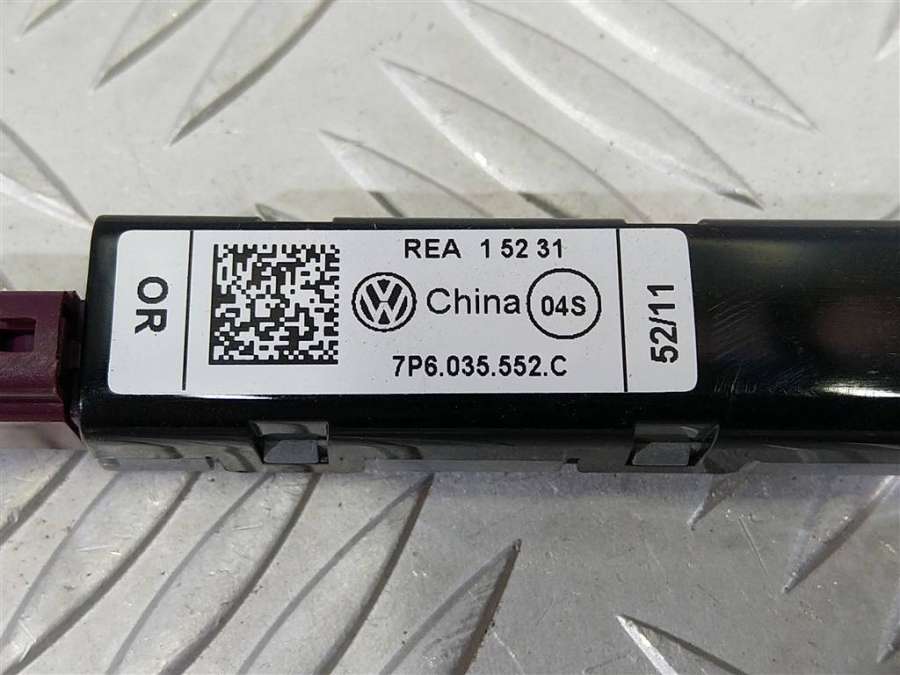 OR
REA 1 52 31
China 04S
7P6.035.552.C
52/11